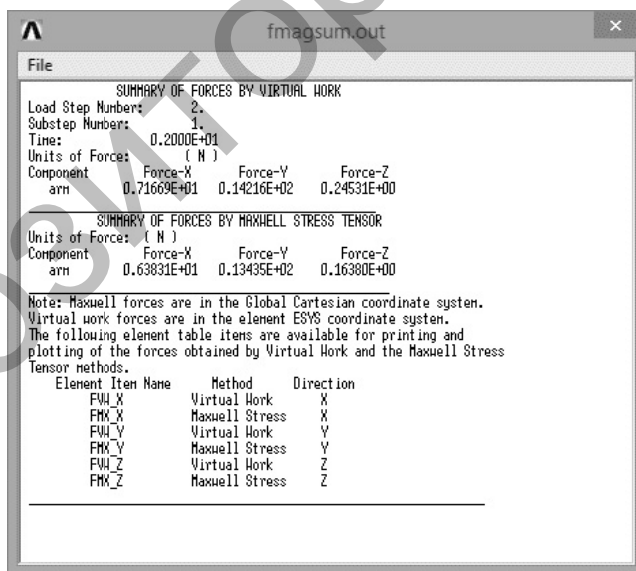 fmagsum.out
File
SUMMARY OF FORCES BY VIRTUAL WORK
Load Step Number: 2.
Substep Number: 1.
Time: 0.2000E+01
Units of Force: ( N )
Component Force-X Force-Y Force-Z
arm 0.71669E+01 0.14216E+02 0.24531E+00
SUMMARY OF FORCES BY MAXWELL STRESS TENSOR
Units of Force: ( N )
Component Force-X Force-Y Force-Z
arm 0.63831E+01 0.13435E+02 0.16380E+00
Note: Maxwell forces are in the Global Cartesian coordinate system.
Virtual work forces are in the element ESYS coordinate system.
The following element table items are available for printing and
plotting of the forces obtained by Virtual Work and the Maxwell Stress
Tensor methods.
Element Item Name Method Direction
FVW_X Virtual Work X
FMX_X Maxwell Stress X
FVW_Y Virtual Work Y
FMX_Y Maxwell Stress Y
FVW_Z Virtual Work Z
FMX_Z Maxwell Stress Z